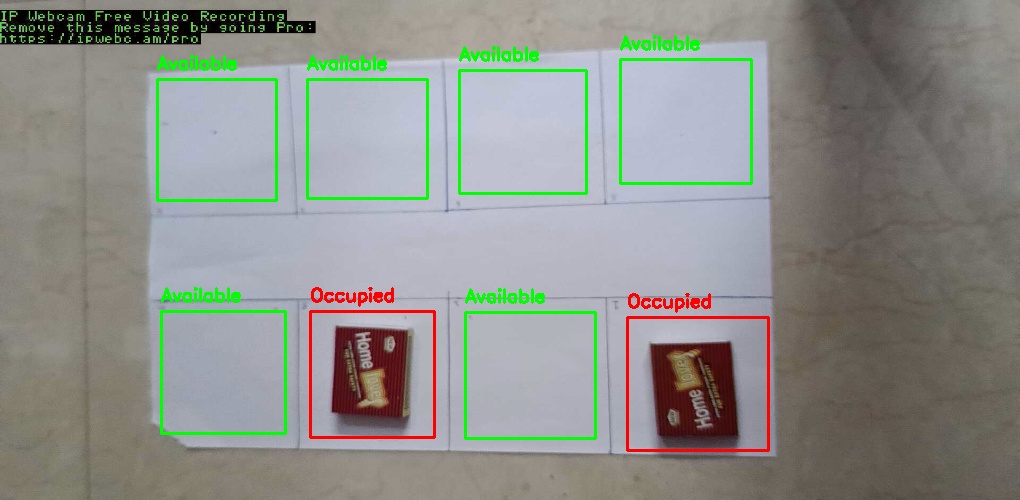 IP Webcam Free Video Recording
Remove this message by going Pro:
https://ipwebc.am/pro
Available
Available
Available
Available
Available
Occupied
Available
Occupied
Home
Home